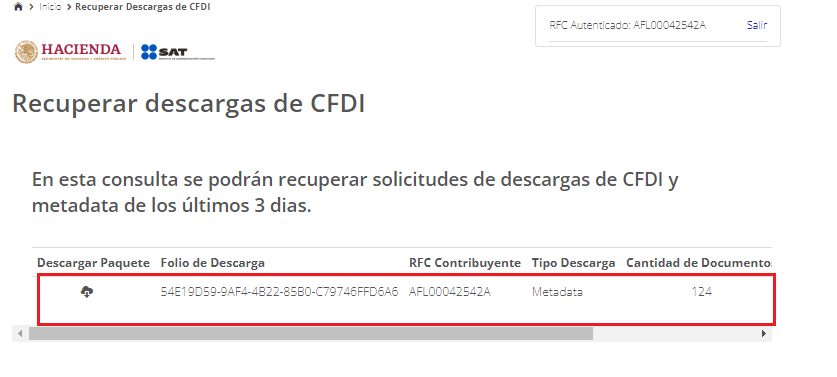 Inicio > Recuperar Descargas de CFDI
RFC Autenticado: AFL00042542A Salir
HACIENDA SAT
Recuperar descargas de CFDI
En esta consulta se podrán recuperar solicitudes de descargas de CFDI y
metadata de los últimos 3 dias.
Descargar Paquete Folio de Descarga RFC Contribuyente Tipo Descarga Cantidad de Documentos
54E19D59-9AF4-4B22-85B0-C79746FFD6A6 AFL00042542A Metadata 124